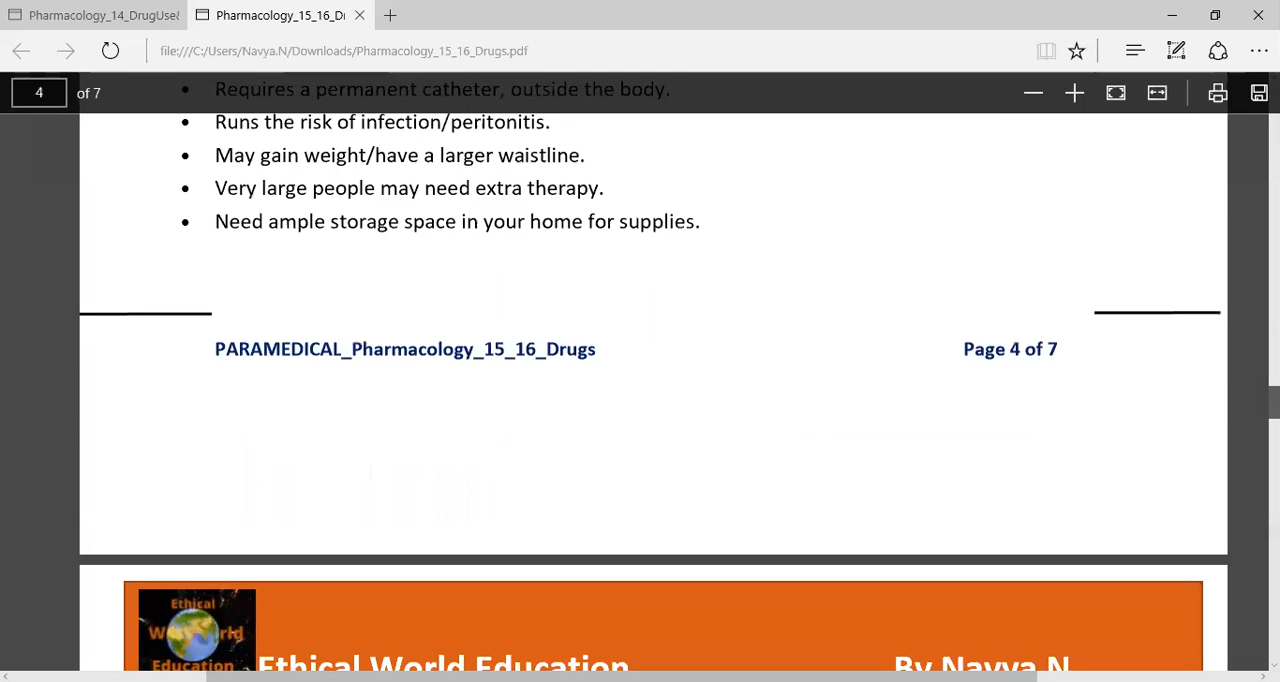 Pharmacology_14_DrugUse&
Pharmacology_15_16_Dr
file:///C:/Users/Navya.N/Downloads/Pharmacology_15_16_Drugs.pdf
4 of 7
• Requires a permanent catheter, outside the body.
• Runs the risk of infection/peritonitis.
• May gain weight/have a larger waistline.
• Very large people may need extra therapy.
• Need ample storage space in your home for supplies.
PARAMEDICAL_Pharmacology_15_16_Drugs Page 4 of 7
Ethical
World
Education
Ethical World Education By Navya N